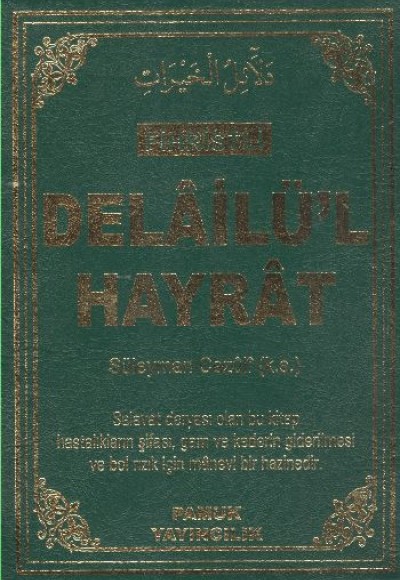 دَلَائِلُ الْخَيْرَاتِ
FİHRİSTLİ
DELÂİLÜ'L
HAYRÂT
Süleyman Cezûlî (k.s.)
Salavat deryası olan bu kitap
hastalıkların şifası, gam ve kederin giderilmesi
ve bol rızık için mânevi bir hazinedir.
PAMUK
YAYINCILIK